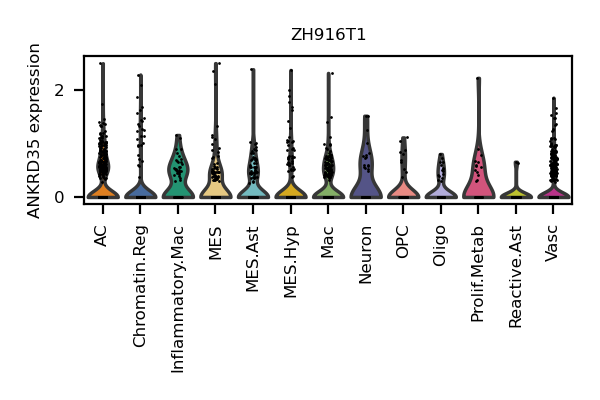 ZH916T1
ANKRD35 expression
2
0
AC
Chromatin.Reg
Inflammatory.Mac
MES
MES.Ast
MES.Hyp
Mac
Neuron
OPC
Oligo
Prolif.Metab
Reactive.Ast
Vasc